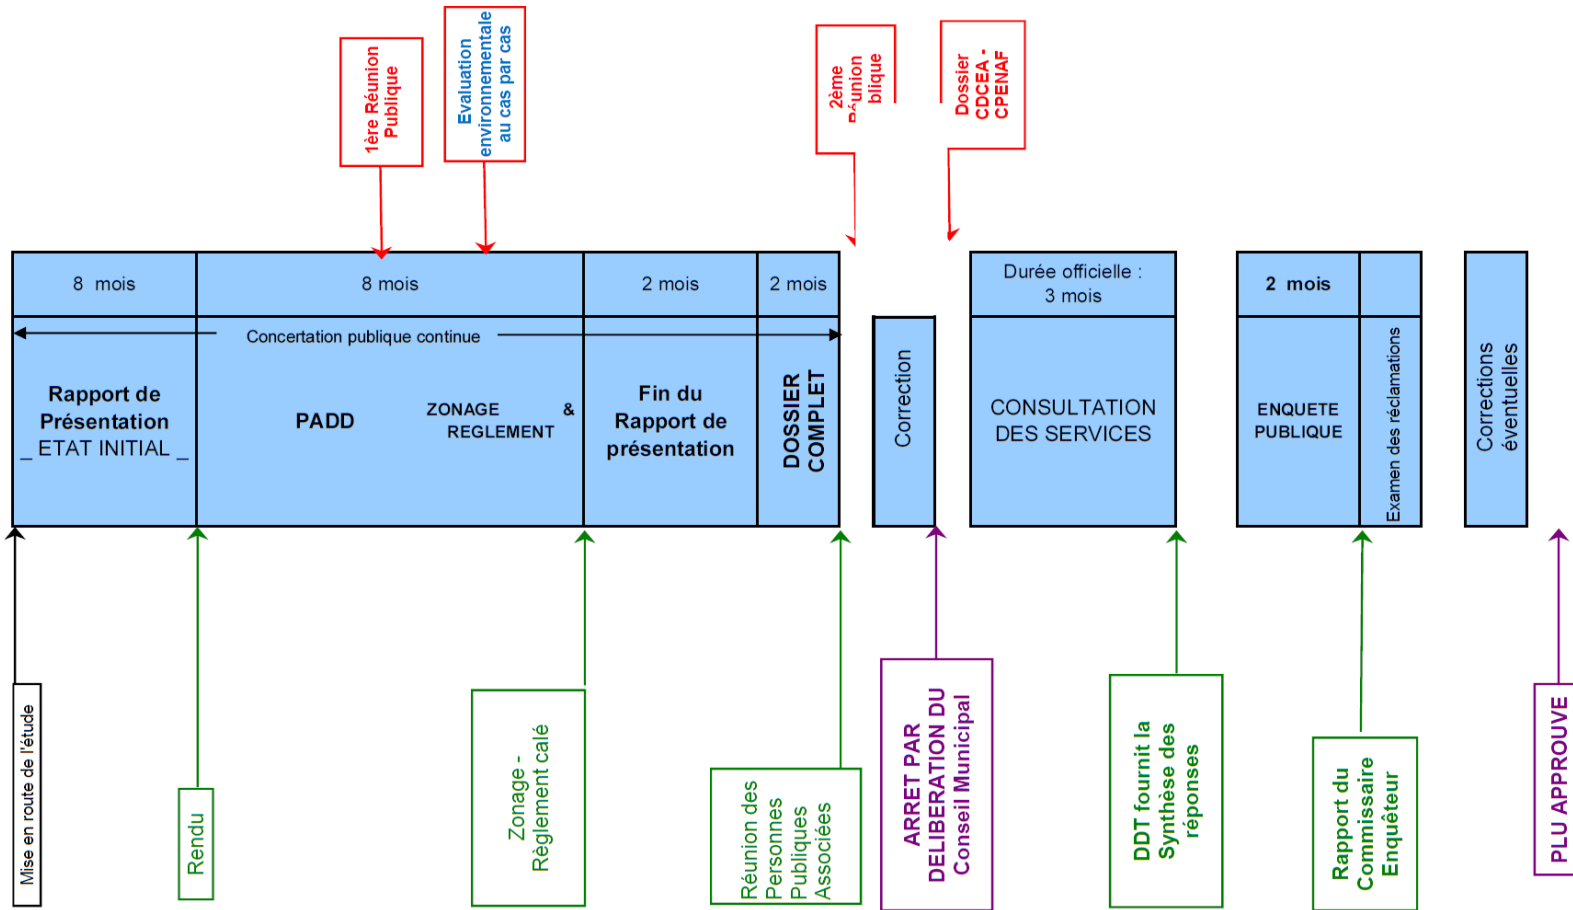 1ère Réunion
Publique
Evaluation
environnementale
au cas par cas
2ème
Réunion
blique
Dossier
CDCEA -
CPENAF
8 mois
8 mois
2 mois
2 mois
Durée officielle :
3 mois
2 mois
Concertation publique continue
Rapport de
Présentation
_ ETAT INITIAL _
PADD
ZONAGE &
REGLEMENT
Fin du
Rapport de
présentation
DOSSIER
COMPLET
Correction
CONSULTATION
DES SERVICES
ENQUETE
PUBLIQUE
Examen des réclamations
Corrections
éventuelles
Mise en route de l'étude
Rendu
Zonage -
Règlement calé
Réunion des
Personnes
Publiques
Associées
ARRET PAR
DELIBERATION DU
Conseil Municipal
DDT fournit la
Synthèse des
réponses
Rapport du
Commissaire
Enquêteur
PLU APPROUVE